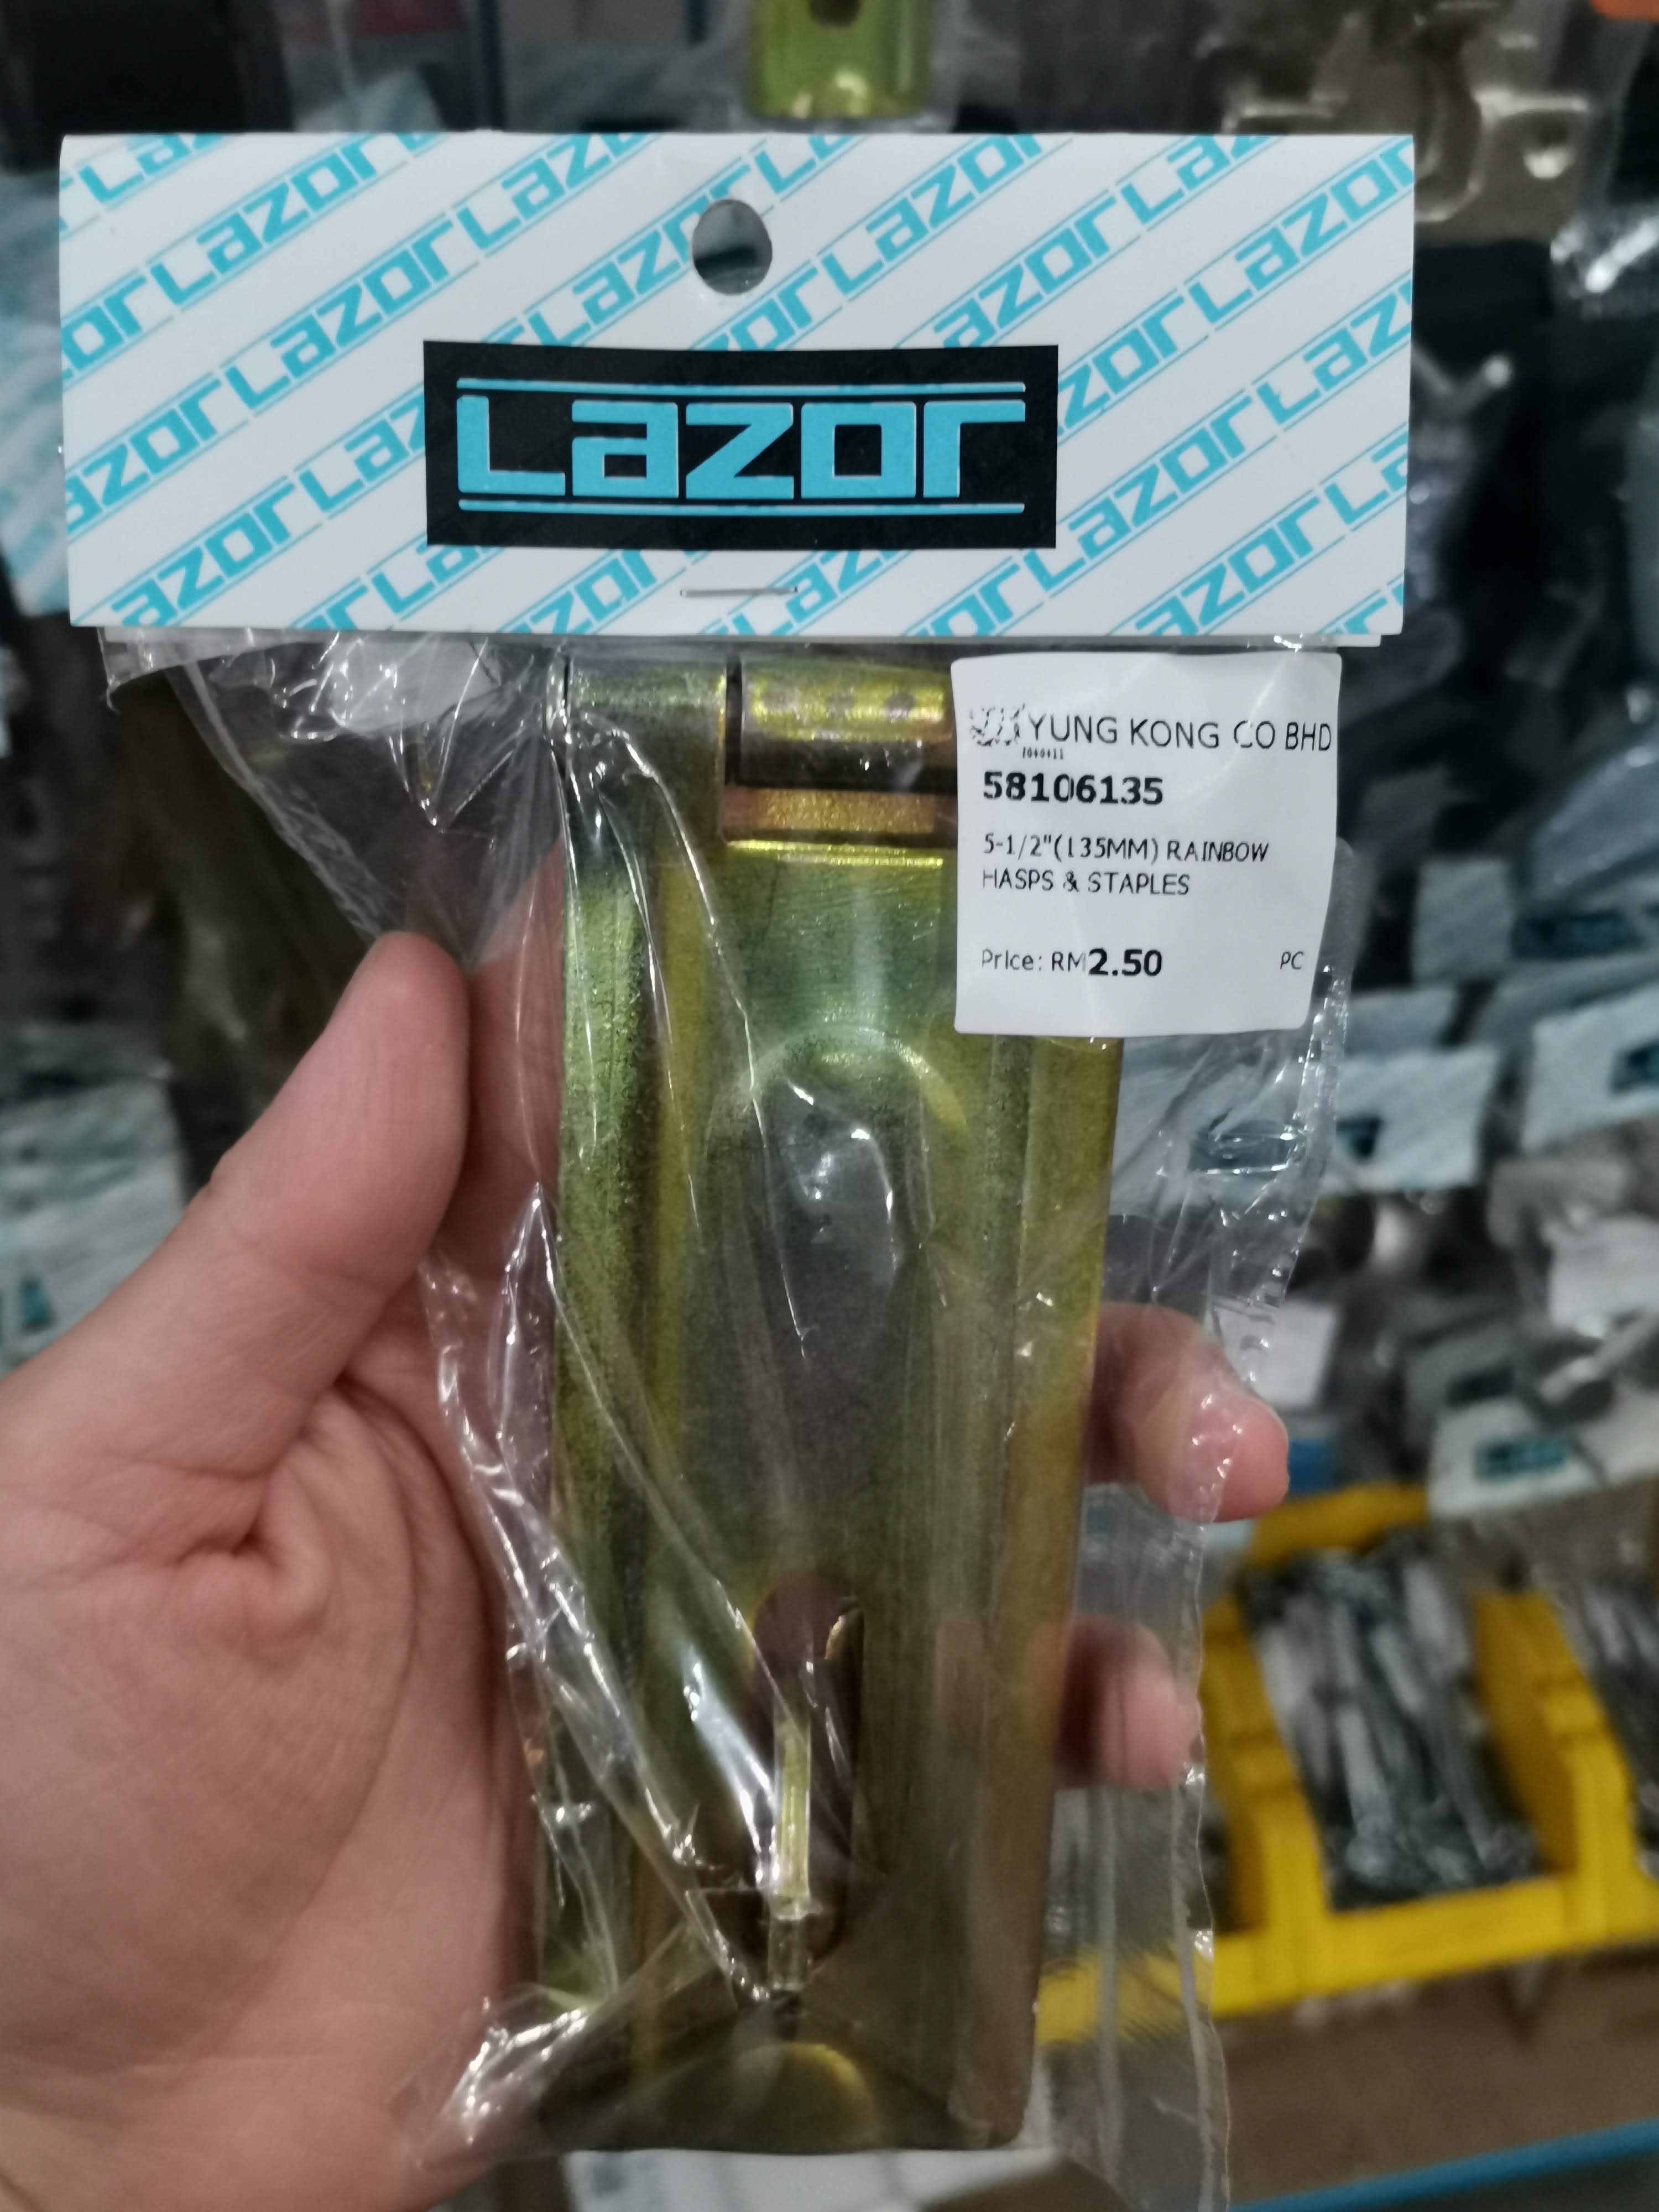 Lazor
YUNG KONG CO BHD
58106135
5-1/2"(135MM) RAINBOW
HASPS & STAPLES
Price: RM2.50 PC